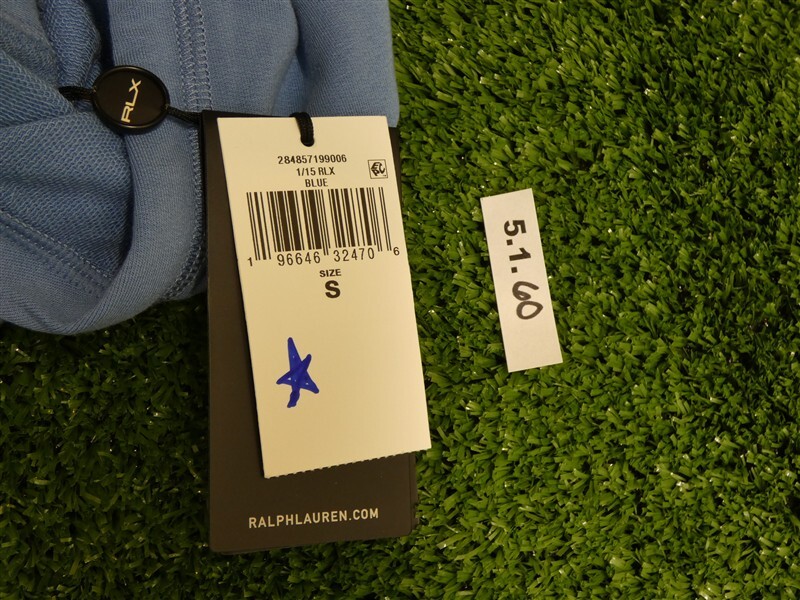 RLX
284857199006
1/15 RLX
BLUE
1 96646 32470 6
SIZE
S
RALPHLAUREN.COM
5.1.60